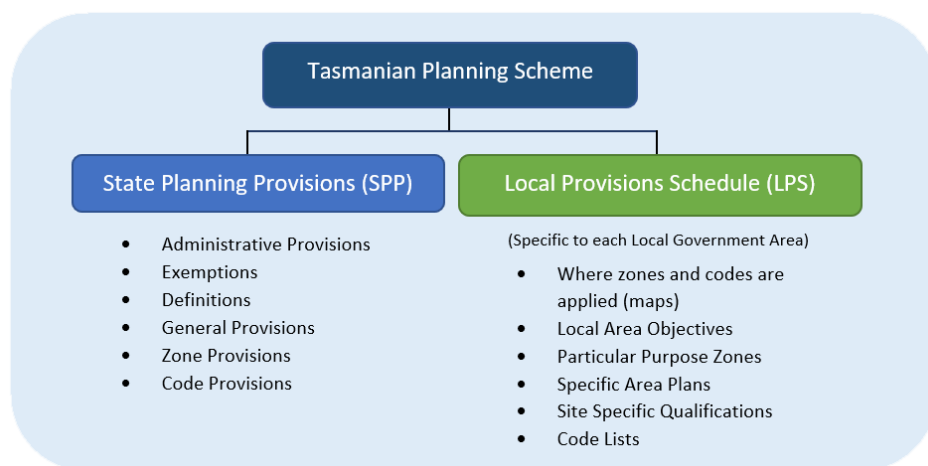 Tasmanian Planning Scheme
State Planning Provisions (SPP)
• Administrative Provisions
• Exemptions
• Definitions
• General Provisions
• Zone Provisions
• Code Provisions
Local Provisions Schedule (LPS)
(Specific to each Local Government Area)
• Where zones and codes are
applied (maps)
• Local Area Objectives
• Particular Purpose Zones
• Specific Area Plans
• Site Specific Qualifications
• Code Lists